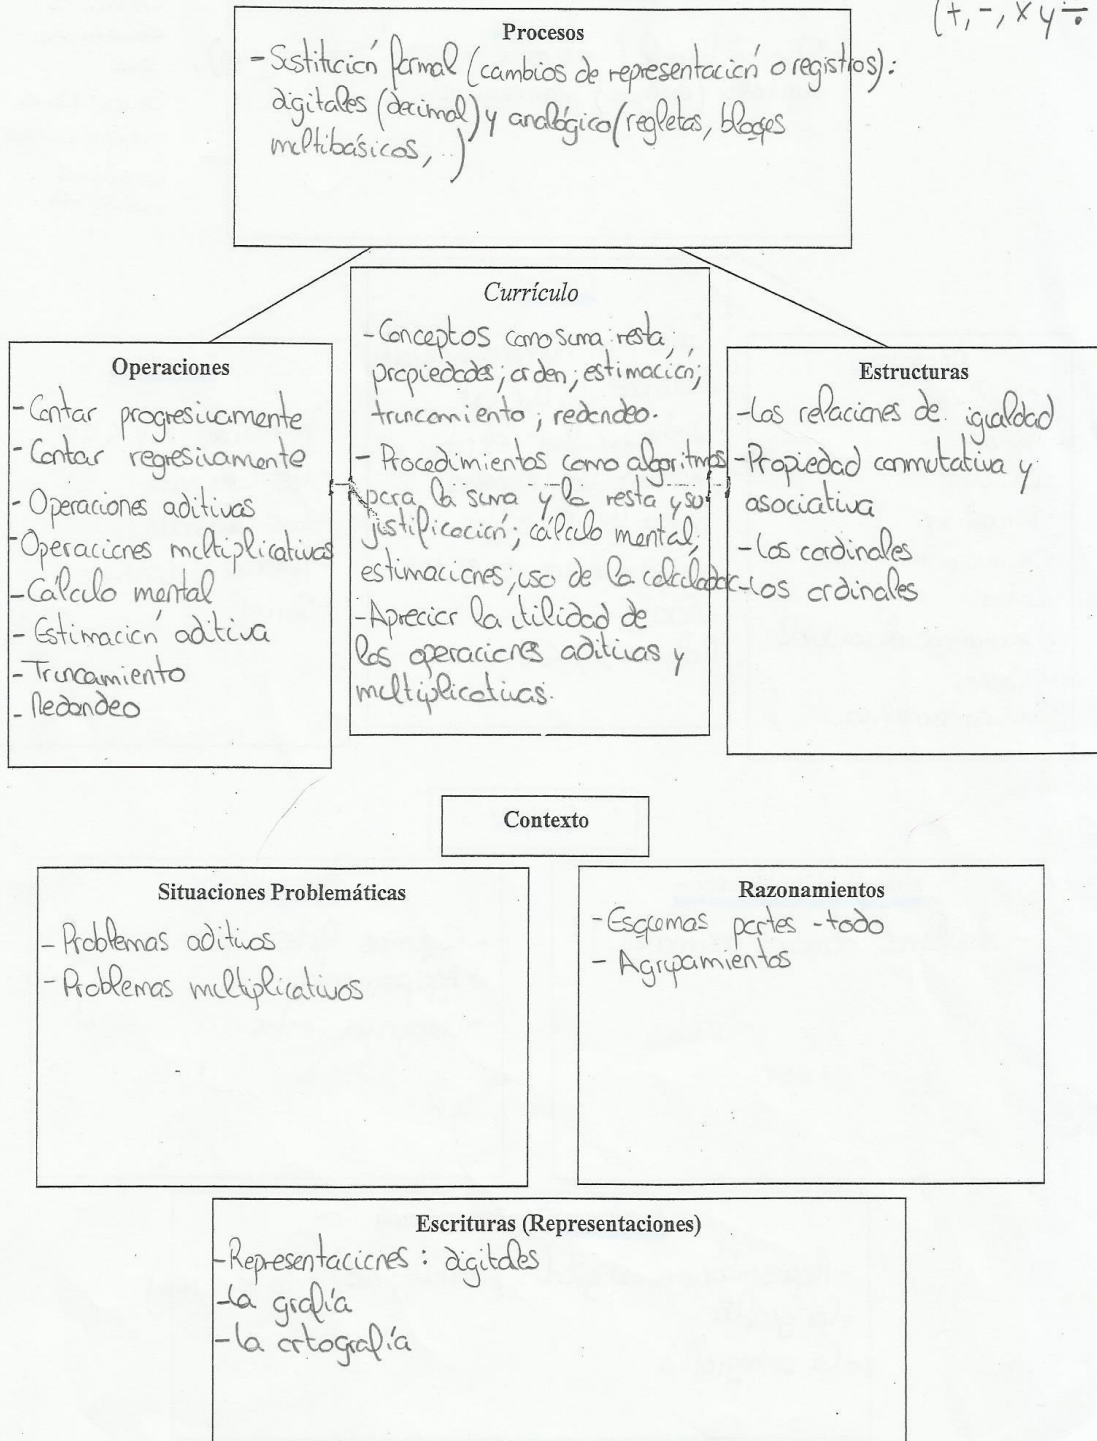 (+, -, x y ÷
Procesos
- Sustitución formal (cambios de representación o registros):
digitales (decimal) y analógico (regletas, bloques
multibásicos, ..)
Operaciones
- Contar progresivamente
- Contar regresivamente
- Operaciones aditivas
- Operaciones multiplicativas
- Cálculo mental
- Estimación aditiva
- Truncamiento
- Redondeo
Currículo
- Conceptos como suma; resta;
propiedades; orden; estimación;
truncamiento; redondeo.
- Procedimientos como algoritmos
para la suma y la resta y su
justificación; cálculo mental,
estimaciones; uso de la calculadora
- Apreciar la utilidad de
las operaciones aditivas y
multiplicativas.
Estructuras
- Las relaciones de igualdad
- Propiedad conmutativa y
asociativa
- Los cardinales
- Los ordinales
Contexto
Situaciones Problemáticas
- Problemas aditivos
- Problemas multiplicativos
Razonamientos
- Esquemas partes - todo
- Agrupamientos
Escrituras (Representaciones)
- Representaciones: digitales
- La grafía
- La ortografía